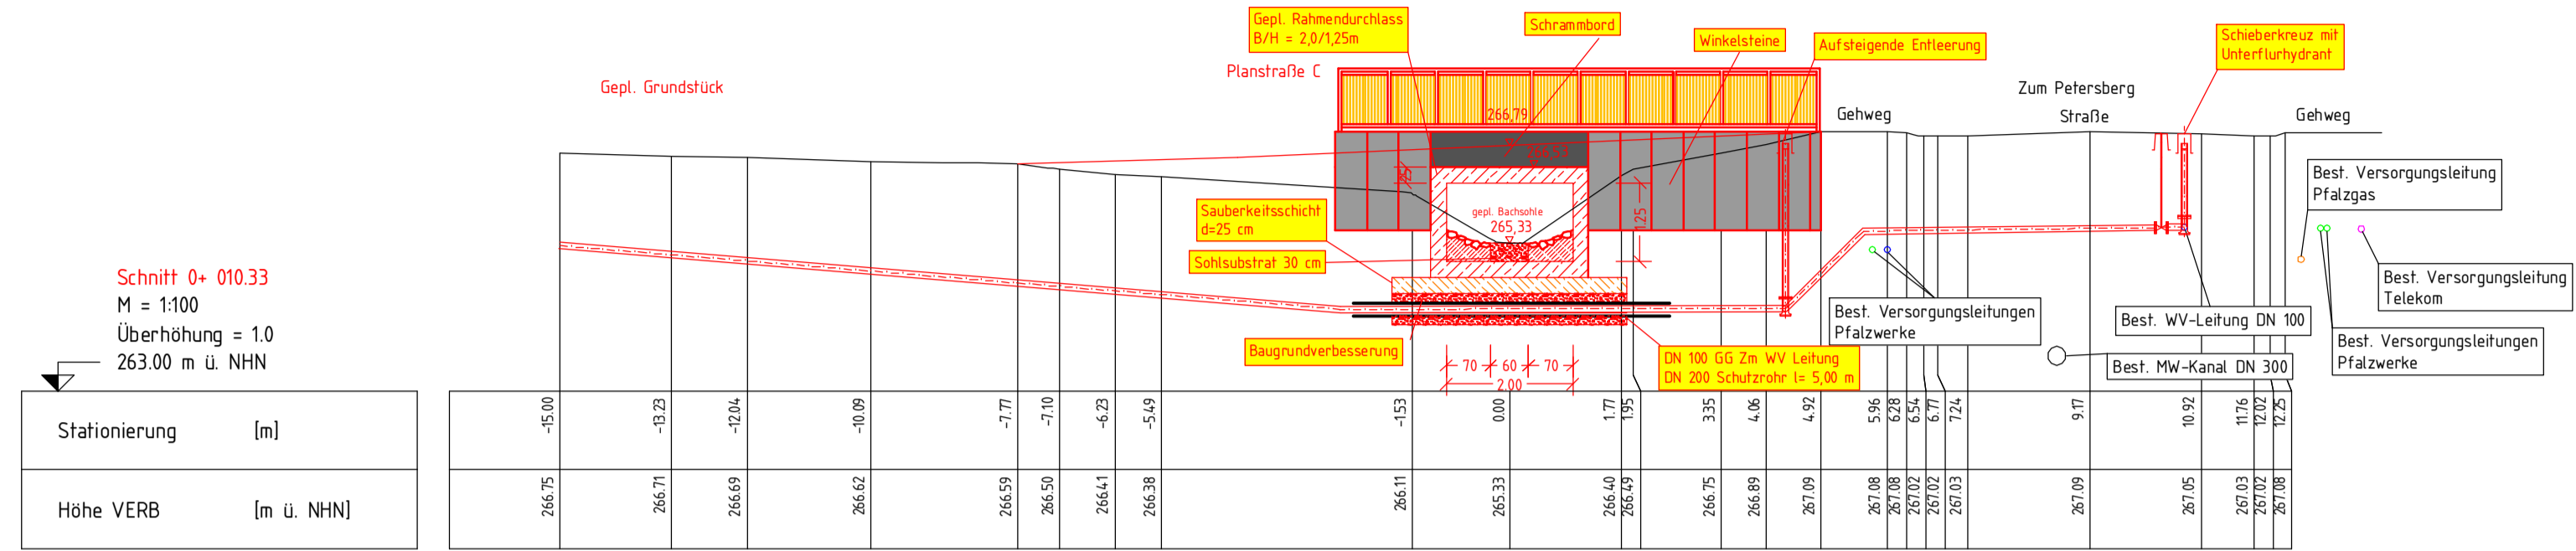 Gepl. Rahmendurchlass
B/H = 2,0/1,25m
Schrammbord
Winkelsteine
Aufsteigende Entleerung
Schieberkreuz mit
Unterflurhydrant
Planstraße C
Gepl. Grundstück
Zum Petersberg
Straße
Gehweg
Gehweg
266,79
266,53
25
gepl. Bachsohle
265,33
1.25
Sauberkeitsschicht
d=25 cm
Sohlsubstrat 30 cm
Baugrundverbesserung
70
60
70
2.00
DN 100 GG Zm WV Leitung
DN 200 Schutzrohr l= 5,00 m
Best. Versorgungsleitungen
Pfalzwerke
Best. WV-Leitung DN 100
Best. MW-Kanal DN 300
Best. Versorgungsleitung
Pfalzgas
Best. Versorgungsleitung
Telekom
Best. Versorgungsleitungen
Pfalzwerke
Schnitt 0+ 010.33
M = 1:100
Überhöhung = 1.0
263.00 m ü. NHN
Stationierung [m]
-15.00
-13.23
-12.04
-10.09
-7.77
-7.10
-6.23
-5.49
-1.53
0.00
1.77
1.95
3.35
4.06
4.92
5.96
6.28
6.54
6.77
7.24
9.17
10.92
11.76
12.02
12.25
Höhe VERB [m ü. NHN]
266.75
266.71
266.69
266.62
266.59
266.50
266.41
266.38
266.11
265.33
266.40
266.49
266.75
266.89
267.09
267.08
267.08
267.02
267.02
267.03
267.09
267.05
267.03
267.02
267.08